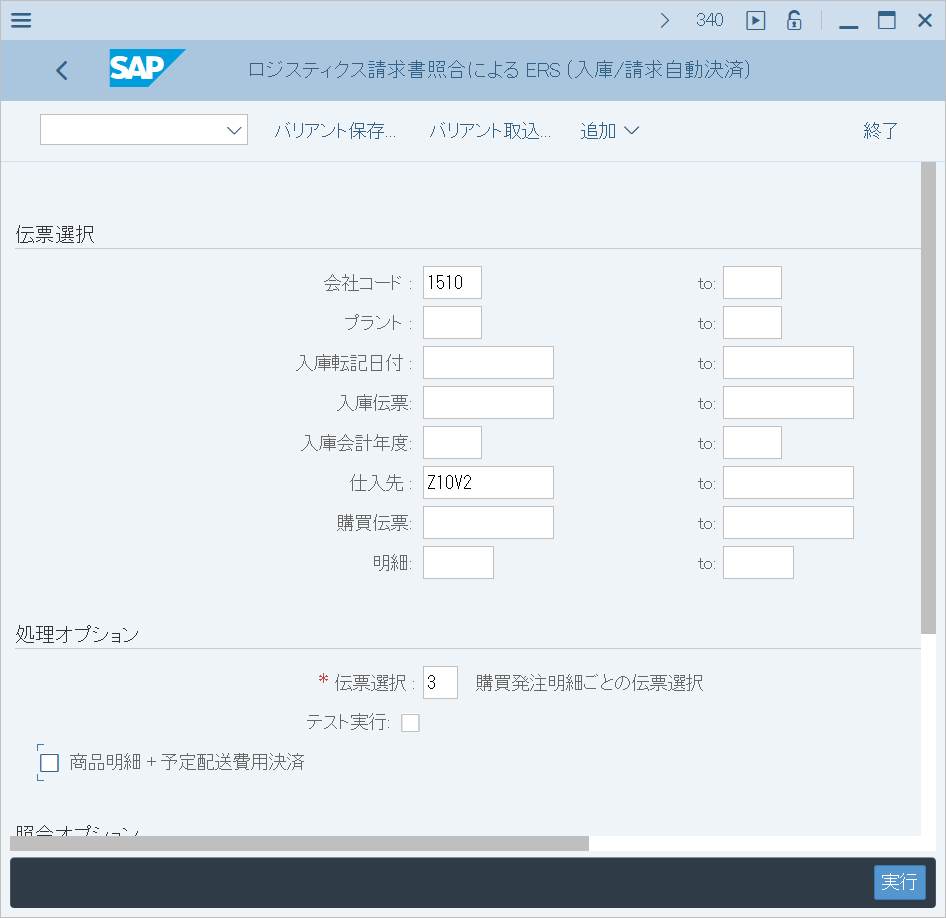 340
SAP ロジスティクス請求書照合による ERS (入庫/請求自動決済)
バリアント保存... バリアント取込... 追加 終了
伝票選択
会社コード : 1510 to:
プラント : to:
入庫転記日付 : to:
入庫伝票: to:
入庫会計年度: to:
仕入先 : Z10V2 to:
購買伝票: to:
明細: to:
処理オプション
* 伝票選択 : 3 購買発注明細ごとの伝票選択
テスト実行:
商品明細 + 予定配送費用決済
照合オプション
実行